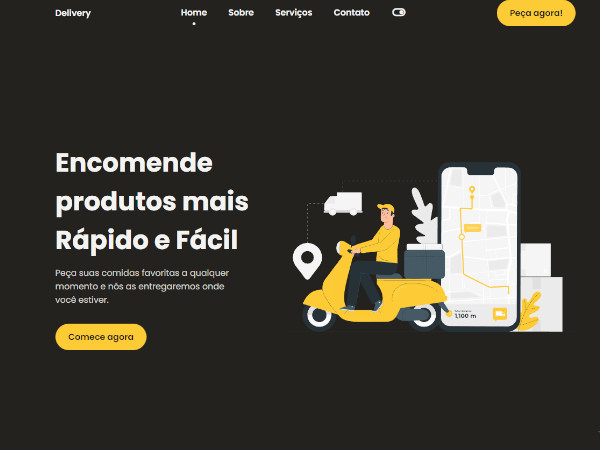 Delivery
Home Sobre Serviços Contato
Peça agora!
Encomende
produtos mais
Rápido e Fácil
Peça suas comidas favoritas a qualquer
momento e nós as entregaremos onde
você estiver.
Comece agora
1,100 m